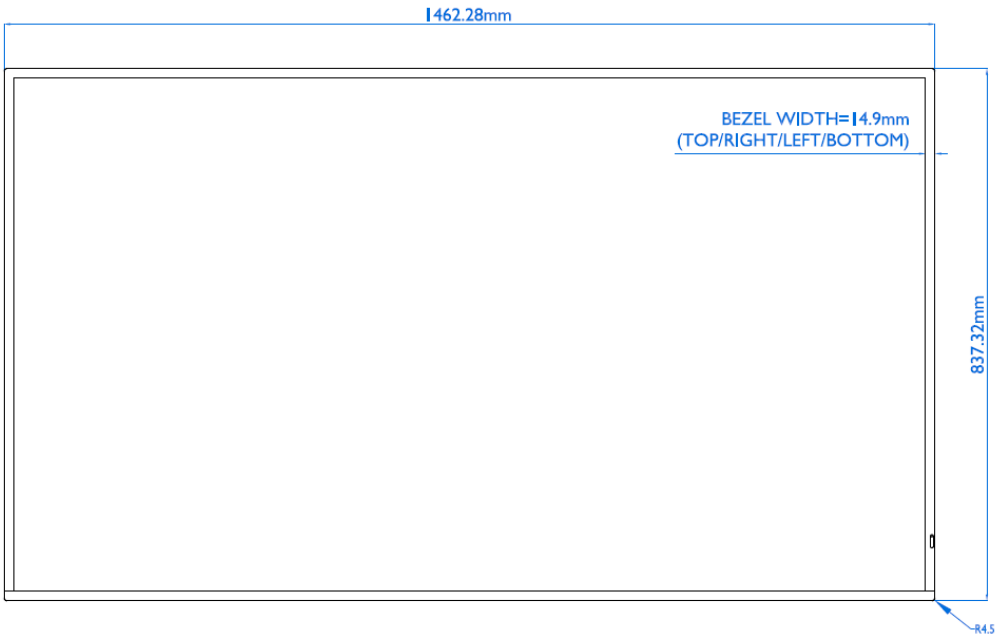 1462.28mm
BEZEL WIDTH=14.9mm
(TOP/RIGHT/LEFT/BOTTOM)
837.32mm
R4.5